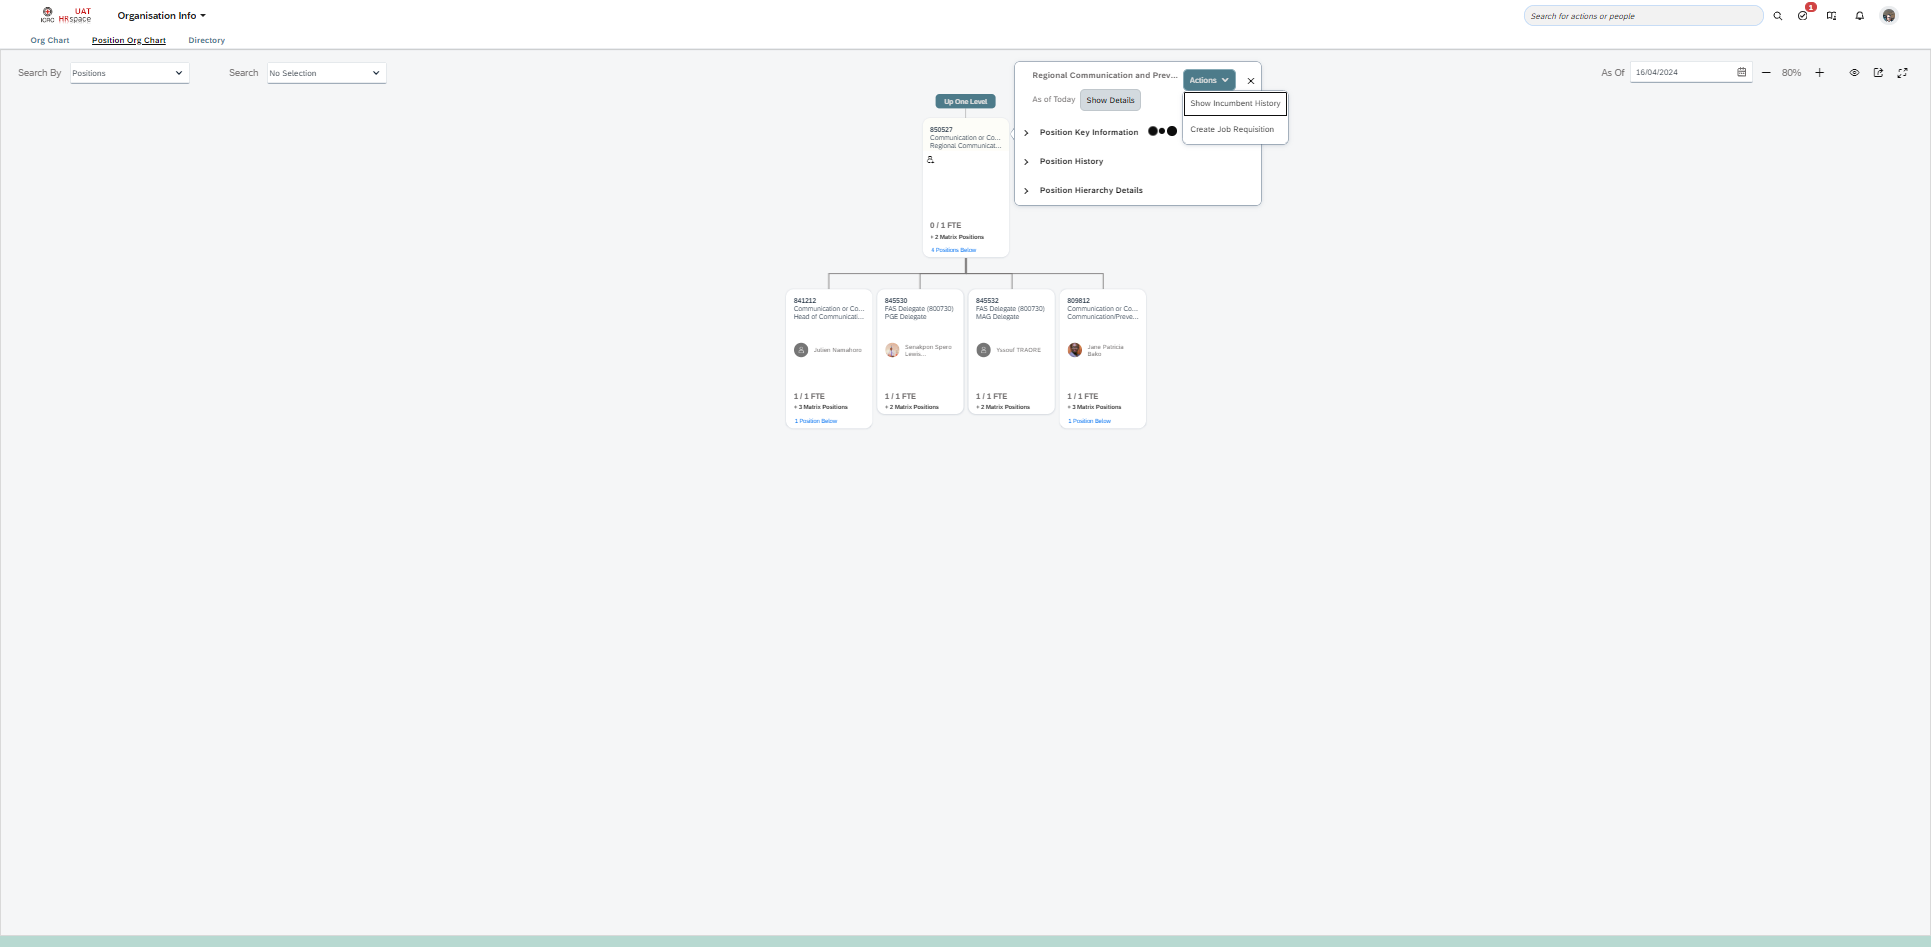 ICRC
UAT
HRspace
Organisation Info
Search for actions or people
1
Org Chart
Position Org Chart
Directory
Search By
Positions
Search
No Selection
As Of
16/04/2024
80%
Regional Communication and Prev...
Actions
As of Today
Show Details
Show Incumbent History
Create Job Requisition
Position Key Information
Position History
Position Hierarchy Details
Up One Level
850527
Communication or Co...
Regional Communicat...
0 / 1 FTE
+ 2 Matrix Positions
4 Positions Below
841212
Communication or Co...
Head of Communicati...
1 / 1 FTE
+ 3 Matrix Positions
1 Position Below
845530
FAS Delegate (800730)
PGE Delegate
Senakpon Spero
Lewis...
1 / 1 FTE
+ 2 Matrix Positions
845532
FAS Delegate (800730)
MAG Delegate
Yssouf TRAORE
1 / 1 FTE
+ 2 Matrix Positions
809812
Communication or Co...
Communication/Preve...
Jane Patricia
Bako
1 / 1 FTE
+ 3 Matrix Positions
1 Position Below